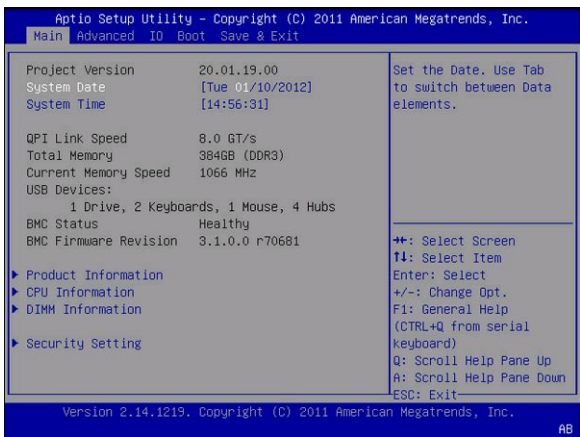 Aptio Setup Utility – Copyright (C) 2011 American Megatrends, Inc.
Main Advanced IO Boot Save & Exit
Project Version 20.01.19.00
System Date [Tue 01/10/2012]
System Time [14:56:31]
QPI Link Speed 8.0 GT/s
Total Memory 384GB (DDR3)
Current Memory Speed 1066 MHz
USB Devices:
1 Drive, 2 Keyboards, 1 Mouse, 4 Hubs
BMC Status Healthy
BMC Firmware Revision 3.1.0.0 r70681
▶ Product Information
▶ CPU Information
▶ DIMM Information
▶ Security Setting
Set the Date. Use Tab
to switch between Data
elements.
→←: Select Screen
↑↓: Select Item
Enter: Select
+/-: Change Opt.
F1: General Help
(CTRL+Q from serial
keyboard)
Q: Scroll Help Pane Up
A: Scroll Help Pane Down
ESC: Exit
Version 2.14.1219. Copyright (C) 2011 American Megatrends, Inc.
AB